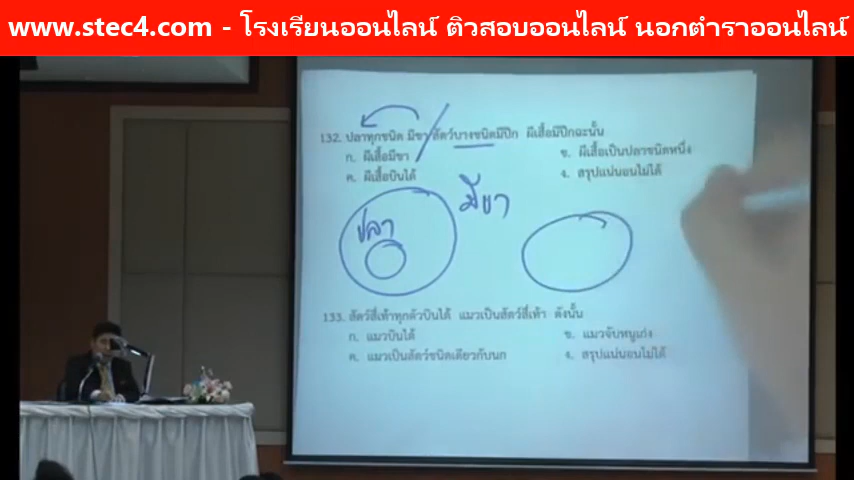 www.stec4.com - โรงเรียนออนไลน์ ติวสอบออนไลน์ นอกตำราออนไลน์
132. ปลาทุกชนิด มีขา สัตว์บางชนิดมีปีก ผีเสื้อมีปีกฉะนั้น
ก. ผีเสื้อมีขา ข. ผีเสื้อเป็นปลาชนิดหนึ่ง
ค. ผีเสื้อบินได้ ง. สรุปแน่นอนไม่ได้
มีขา
ปลา
133. สัตว์สี่เท้าทุกตัวบินได้ แมวเป็นสัตว์สี่เท้า ดังนั้น
ก. แมวบินได้ ข. แมวจับหนูเก่ง
ค. แมวเป็นสัตว์ชนิดเดียวกับนก ง. สรุปแน่นอนไม่ได้